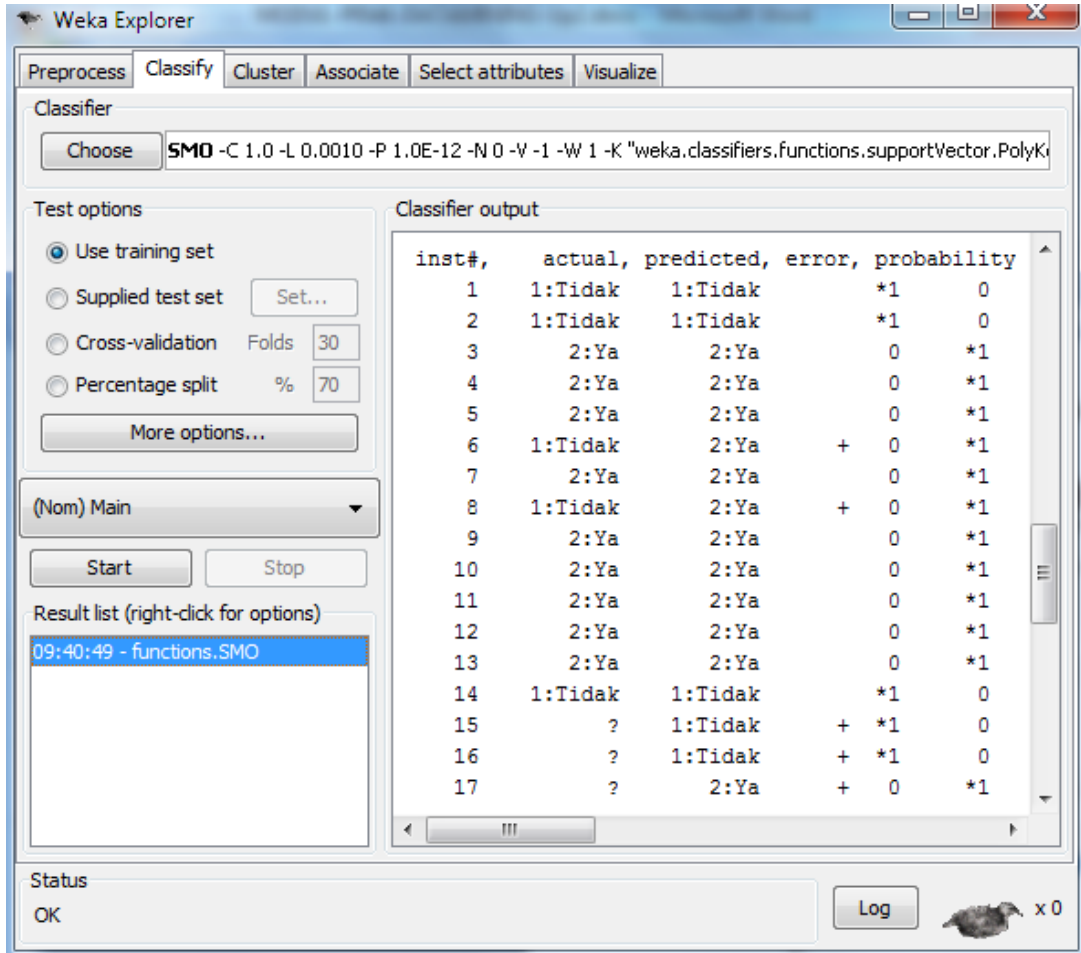 Weka Explorer
Preprocess Classify Cluster Associate Select attributes Visualize
Classifier
Choose SMO -C 1.0 -L 0.0010 -P 1.0E-12 -N 0 -V -1 -W 1 -K "weka.classifiers.functions.supportVector.PolyK
Test options
Use training set
Supplied test set Set...
Cross-validation Folds 30
Percentage split % 70
More options...
(Nom) Main
Start Stop
Result list (right-click for options)
09:40:49 - functions.SMO
Classifier output
inst#, actual, predicted, error, probability
1 1:Tidak 1:Tidak *1 0
2 1:Tidak 1:Tidak *1 0
3 2:Ya 2:Ya 0 *1
4 2:Ya 2:Ya 0 *1
5 2:Ya 2:Ya 0 *1
6 1:Tidak 2:Ya + 0 *1
7 2:Ya 2:Ya 0 *1
8 1:Tidak 2:Ya + 0 *1
9 2:Ya 2:Ya 0 *1
10 2:Ya 2:Ya 0 *1
11 2:Ya 2:Ya 0 *1
12 2:Ya 2:Ya 0 *1
13 2:Ya 2:Ya 0 *1
14 1:Tidak 1:Tidak *1 0
15 ? 1:Tidak + *1 0
16 ? 1:Tidak + *1 0
17 ? 2:Ya + 0 *1
Status
OK
Log
x 0